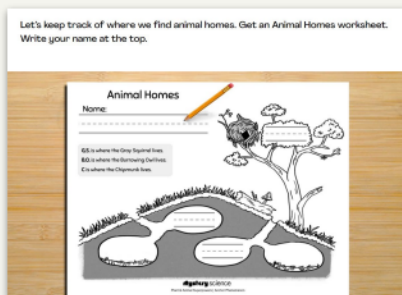 Let's keep track of where we find animal homes. Get an Animal Homes worksheet.
Write your name at the top.
Animal Homes
Name:
GS is where the Gray Squirrel lives.
BO is where the Burrowing Owl lives.
C is where the Chipmunk lives.
Mystery science